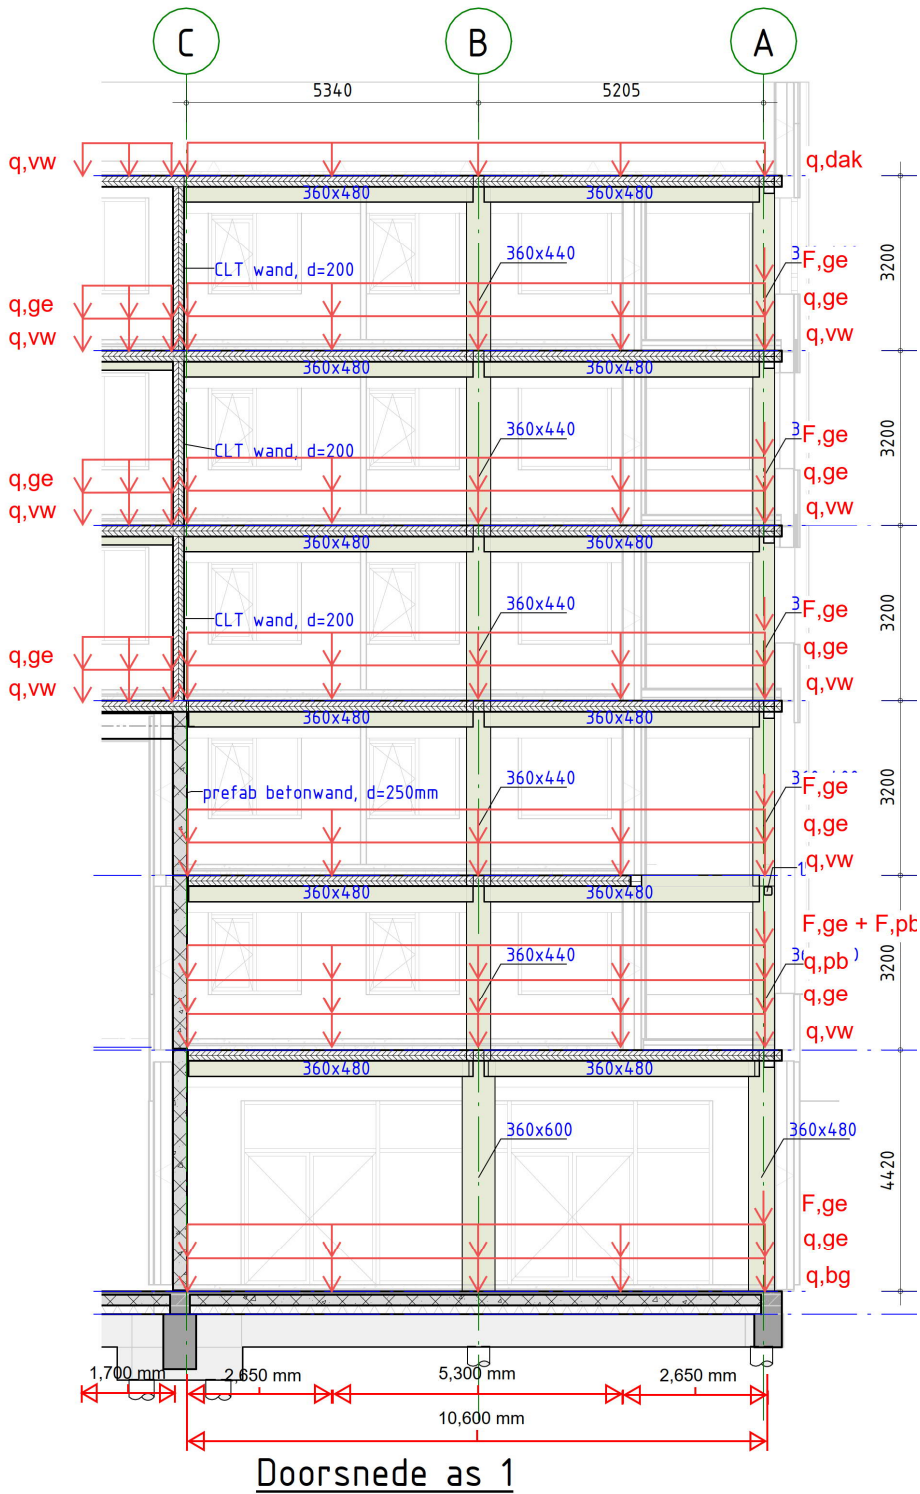 C
B
A
5340
5205
q,vw
q,dak
360x480
360x480
3200
CLT wand, d=200
360x440
F,ge
q,ge
q,ge
q,vw
q,vw
360x480
360x480
3200
CLT wand, d=200
360x440
F,ge
q,ge
q,ge
q,vw
q,vw
360x480
360x480
3200
CLT wand, d=200
360x440
F,ge
q,ge
q,ge
q,vw
q,vw
360x480
360x480
3200
prefab betonwand, d=250mm
360x440
F,ge
q,ge
q,vw
360x480
360x480
3200
F,ge + F,pb
360x440
q,pb
q,ge
q,vw
360x480
360x480
4420
360x600
360x480
F,ge
q,ge
q,bg
1,700 mm
2,650 mm
5,300 mm
2,650 mm
10,600 mm
Doorsnede as 1